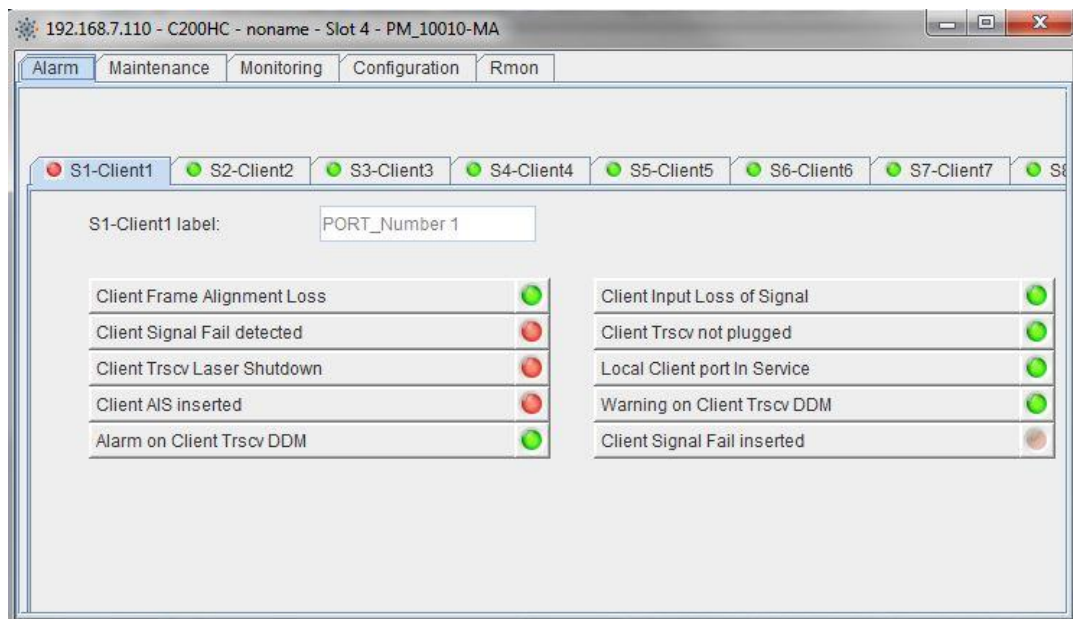 192.168.7.110 - C200HC - noname - Slot 4 - PM_10010-MA
Alarm Maintenance Monitoring Configuration Rmon
S1-Client1 S2-Client2 S3-Client3 S4-Client4 S5-Client5 S6-Client6 S7-Client7 S8
S1-Client1 label: PORT_Number 1
Client Frame Alignment Loss Client Input Loss of Signal
Client Signal Fail detected Client Trscv not plugged
Client Trscv Laser Shutdown Local Client port In Service
Client AIS inserted Warning on Client Trscv DDM
Alarm on Client Trscv DDM Client Signal Fail inserted